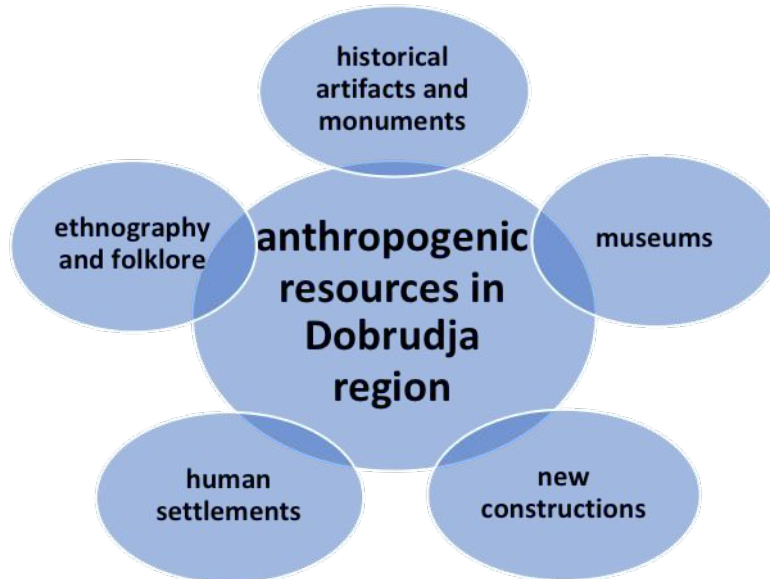 historical
artifacts and
monuments
ethnography
and folklore
anthropogenic
resources in
Dobrudja
region
museums
human
settlements
new
constructions